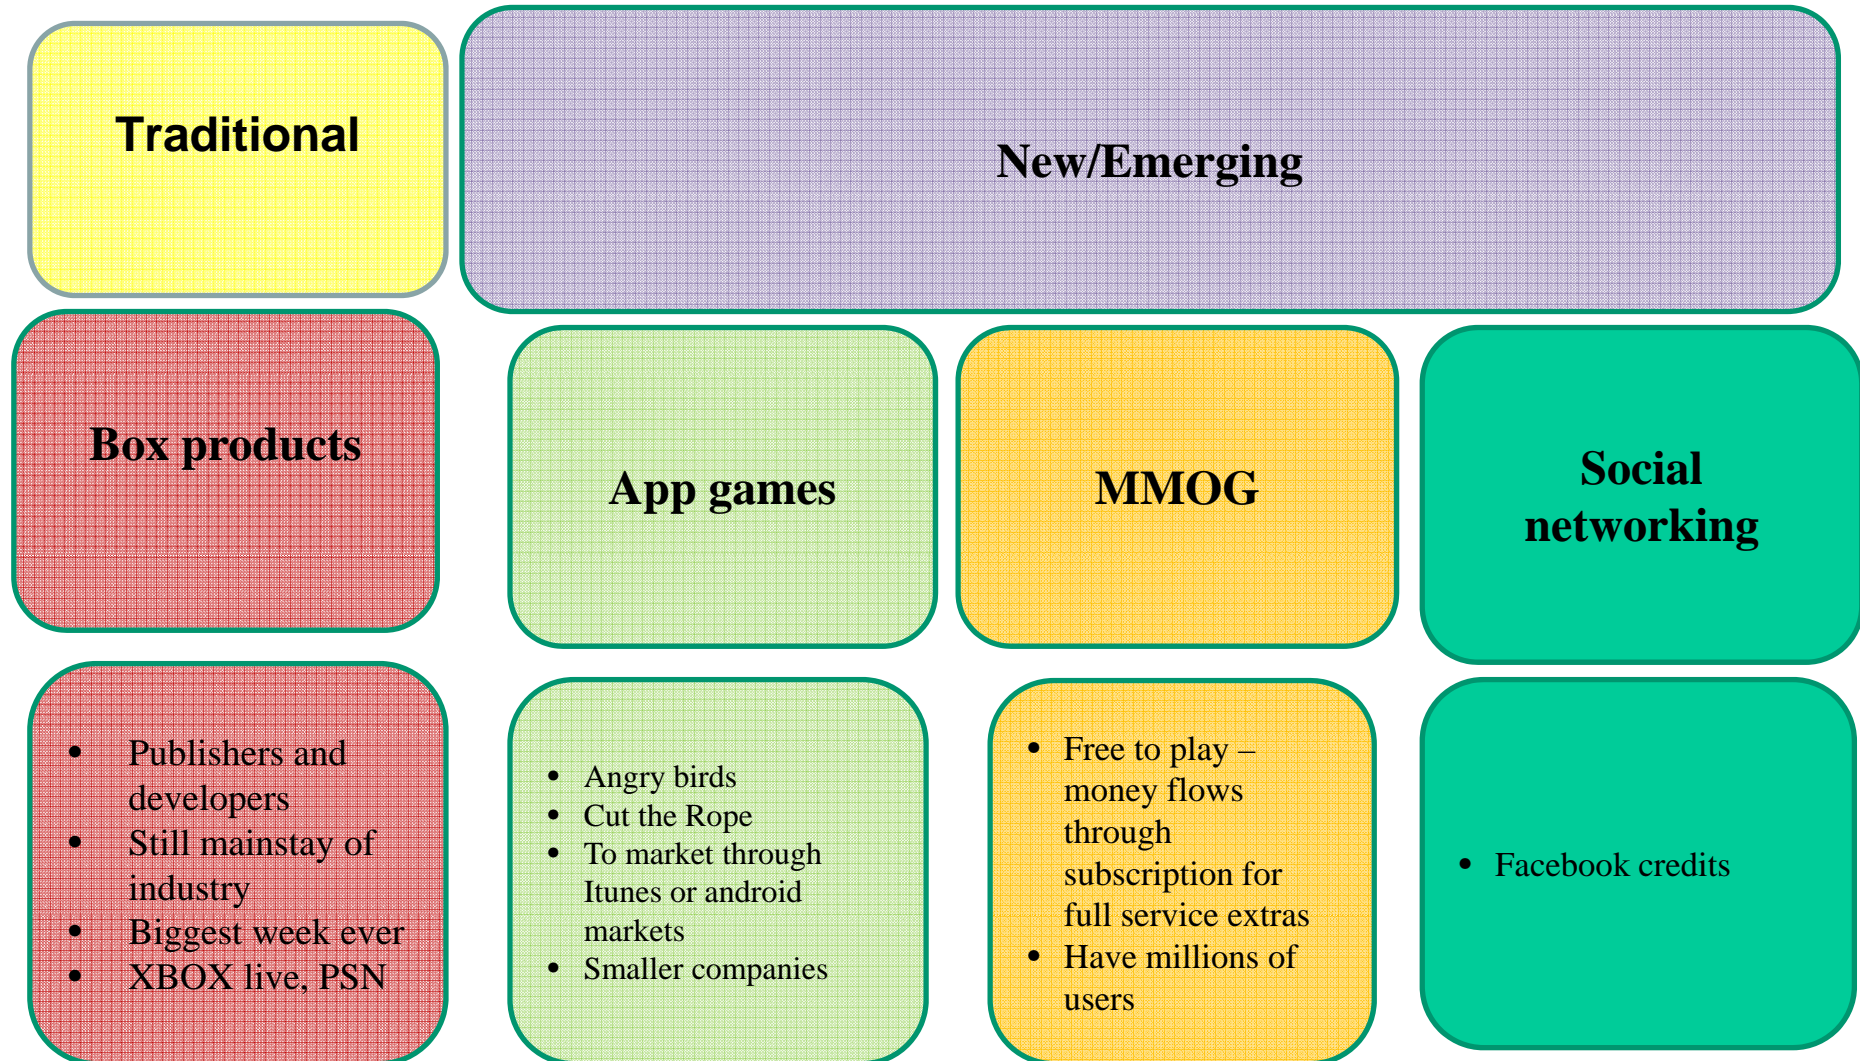 Traditional
New/Emerging
Box products
App games
MMOG
Social
networking
• Publishers and
developers
• Still mainstay of
industry
• Biggest week ever
• XBOX live, PSN
• Angry birds
• Cut the Rope
• To market through
Itunes or android
markets
• Smaller companies
• Free to play –
money flows
through
subscription for
full service extras
• Have millions of
users
• Facebook credits